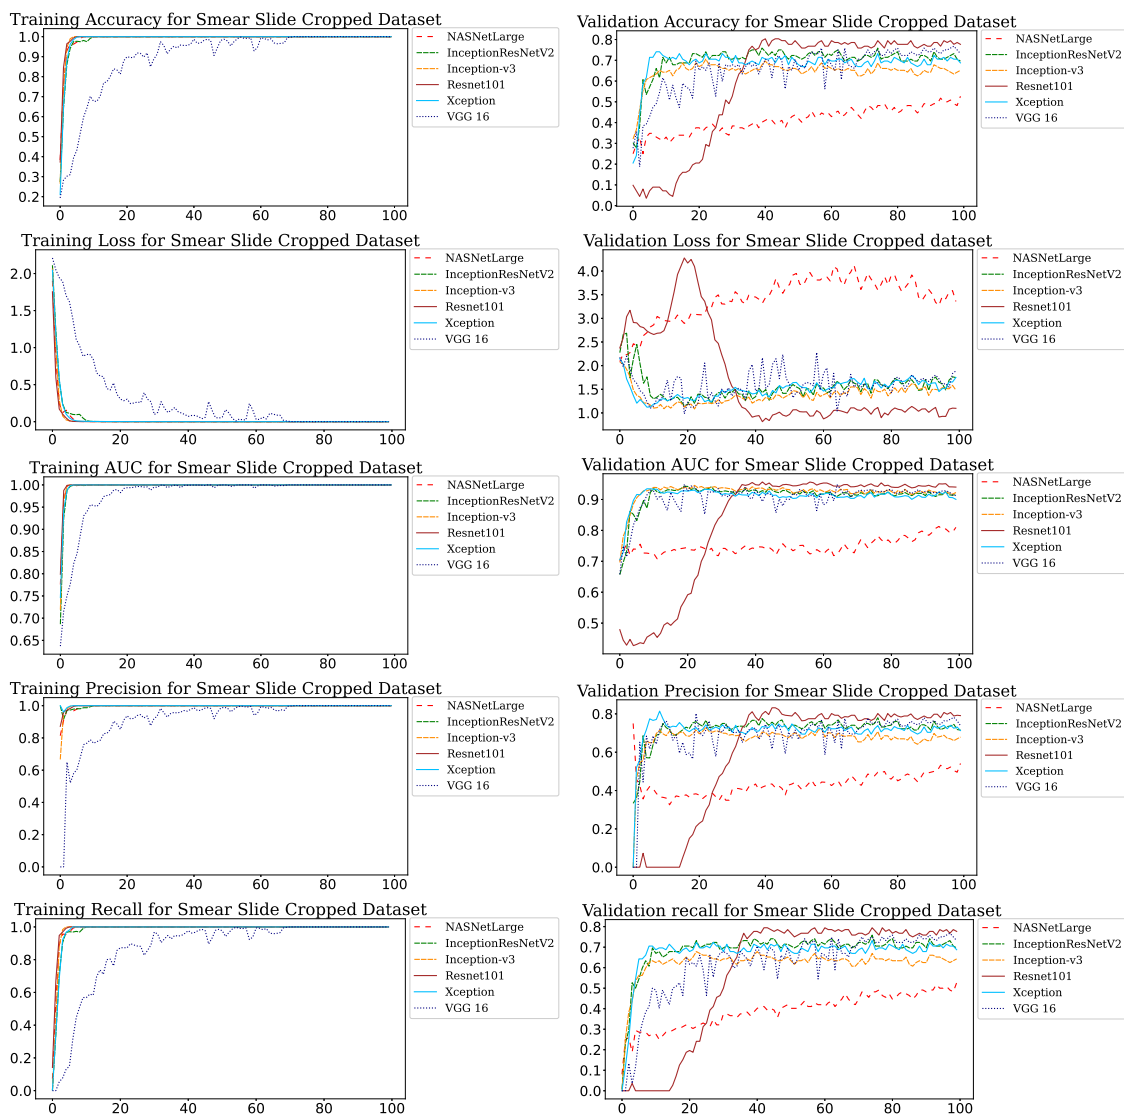 Training Accuracy for Smear Slide Cropped Dataset
1.0
0.9
0.8
0.7
0.6
0.5
0.4
0.3
0.2
0 20 40 60 80 100
NASNetLarge
InceptionResNetV2
Inception-v3
Resnet101
Xception
VGG 16
Validation Accuracy for Smear Slide Cropped Dataset
0.8
0.7
0.6
0.5
0.4
0.3
0.2
0.1
0.0
0 20 40 60 80 100
NASNetLarge
InceptionResNetV2
Inception-v3
Resnet101
Xception
VGG 16
Training Loss for Smear Slide Cropped Dataset
2.0
1.5
1.0
0.5
0.0
0 20 40 60 80 100
NASNetLarge
InceptionResNetV2
Inception-v3
Resnet101
Xception
VGG 16
Validation Loss for Smear Slide Cropped dataset
4.0
3.5
3.0
2.5
2.0
1.5
1.0
0 20 40 60 80 100
NASNetLarge
InceptionResNetV2
Inception-v3
Resnet101
Xception
VGG 16
Training AUC for Smear Slide Cropped Dataset
1.00
0.95
0.90
0.85
0.80
0.75
0.70
0.65
0 20 40 60 80 100
NASNetLarge
InceptionResNetV2
Inception-v3
Resnet101
Xception
VGG 16
Validation AUC for Smear Slide Cropped Dataset
0.9
0.8
0.7
0.6
0.5
0 20 40 60 80 100
NASNetLarge
InceptionResNetV2
Inception-v3
Resnet101
Xception
VGG 16
Training Precision for Smear Slide Cropped Dataset
1.0
0.8
0.6
0.4
0.2
0.0
0 20 40 60 80 100
NASNetLarge
InceptionResNetV2
Inception-v3
Resnet101
Xception
VGG 16
Validation Precision for Smear Slide Cropped Dataset
0.8
0.6
0.4
0.2
0.0
0 20 40 60 80 100
NASNetLarge
InceptionResNetV2
Inception-v3
Resnet101
Xception
VGG 16
Training Recall for Smear Slide Cropped Dataset
1.0
0.8
0.6
0.4
0.2
0.0
0 20 40 60 80 100
NASNetLarge
InceptionResNetV2
Inception-v3
Resnet101
Xception
VGG 16
Validation recall for Smear Slide Cropped Dataset
0.8
0.7
0.6
0.5
0.4
0.3
0.2
0.1
0.0
0 20 40 60 80 100
NASNetLarge
InceptionResNetV2
Inception-v3
Resnet101
Xception
VGG 16